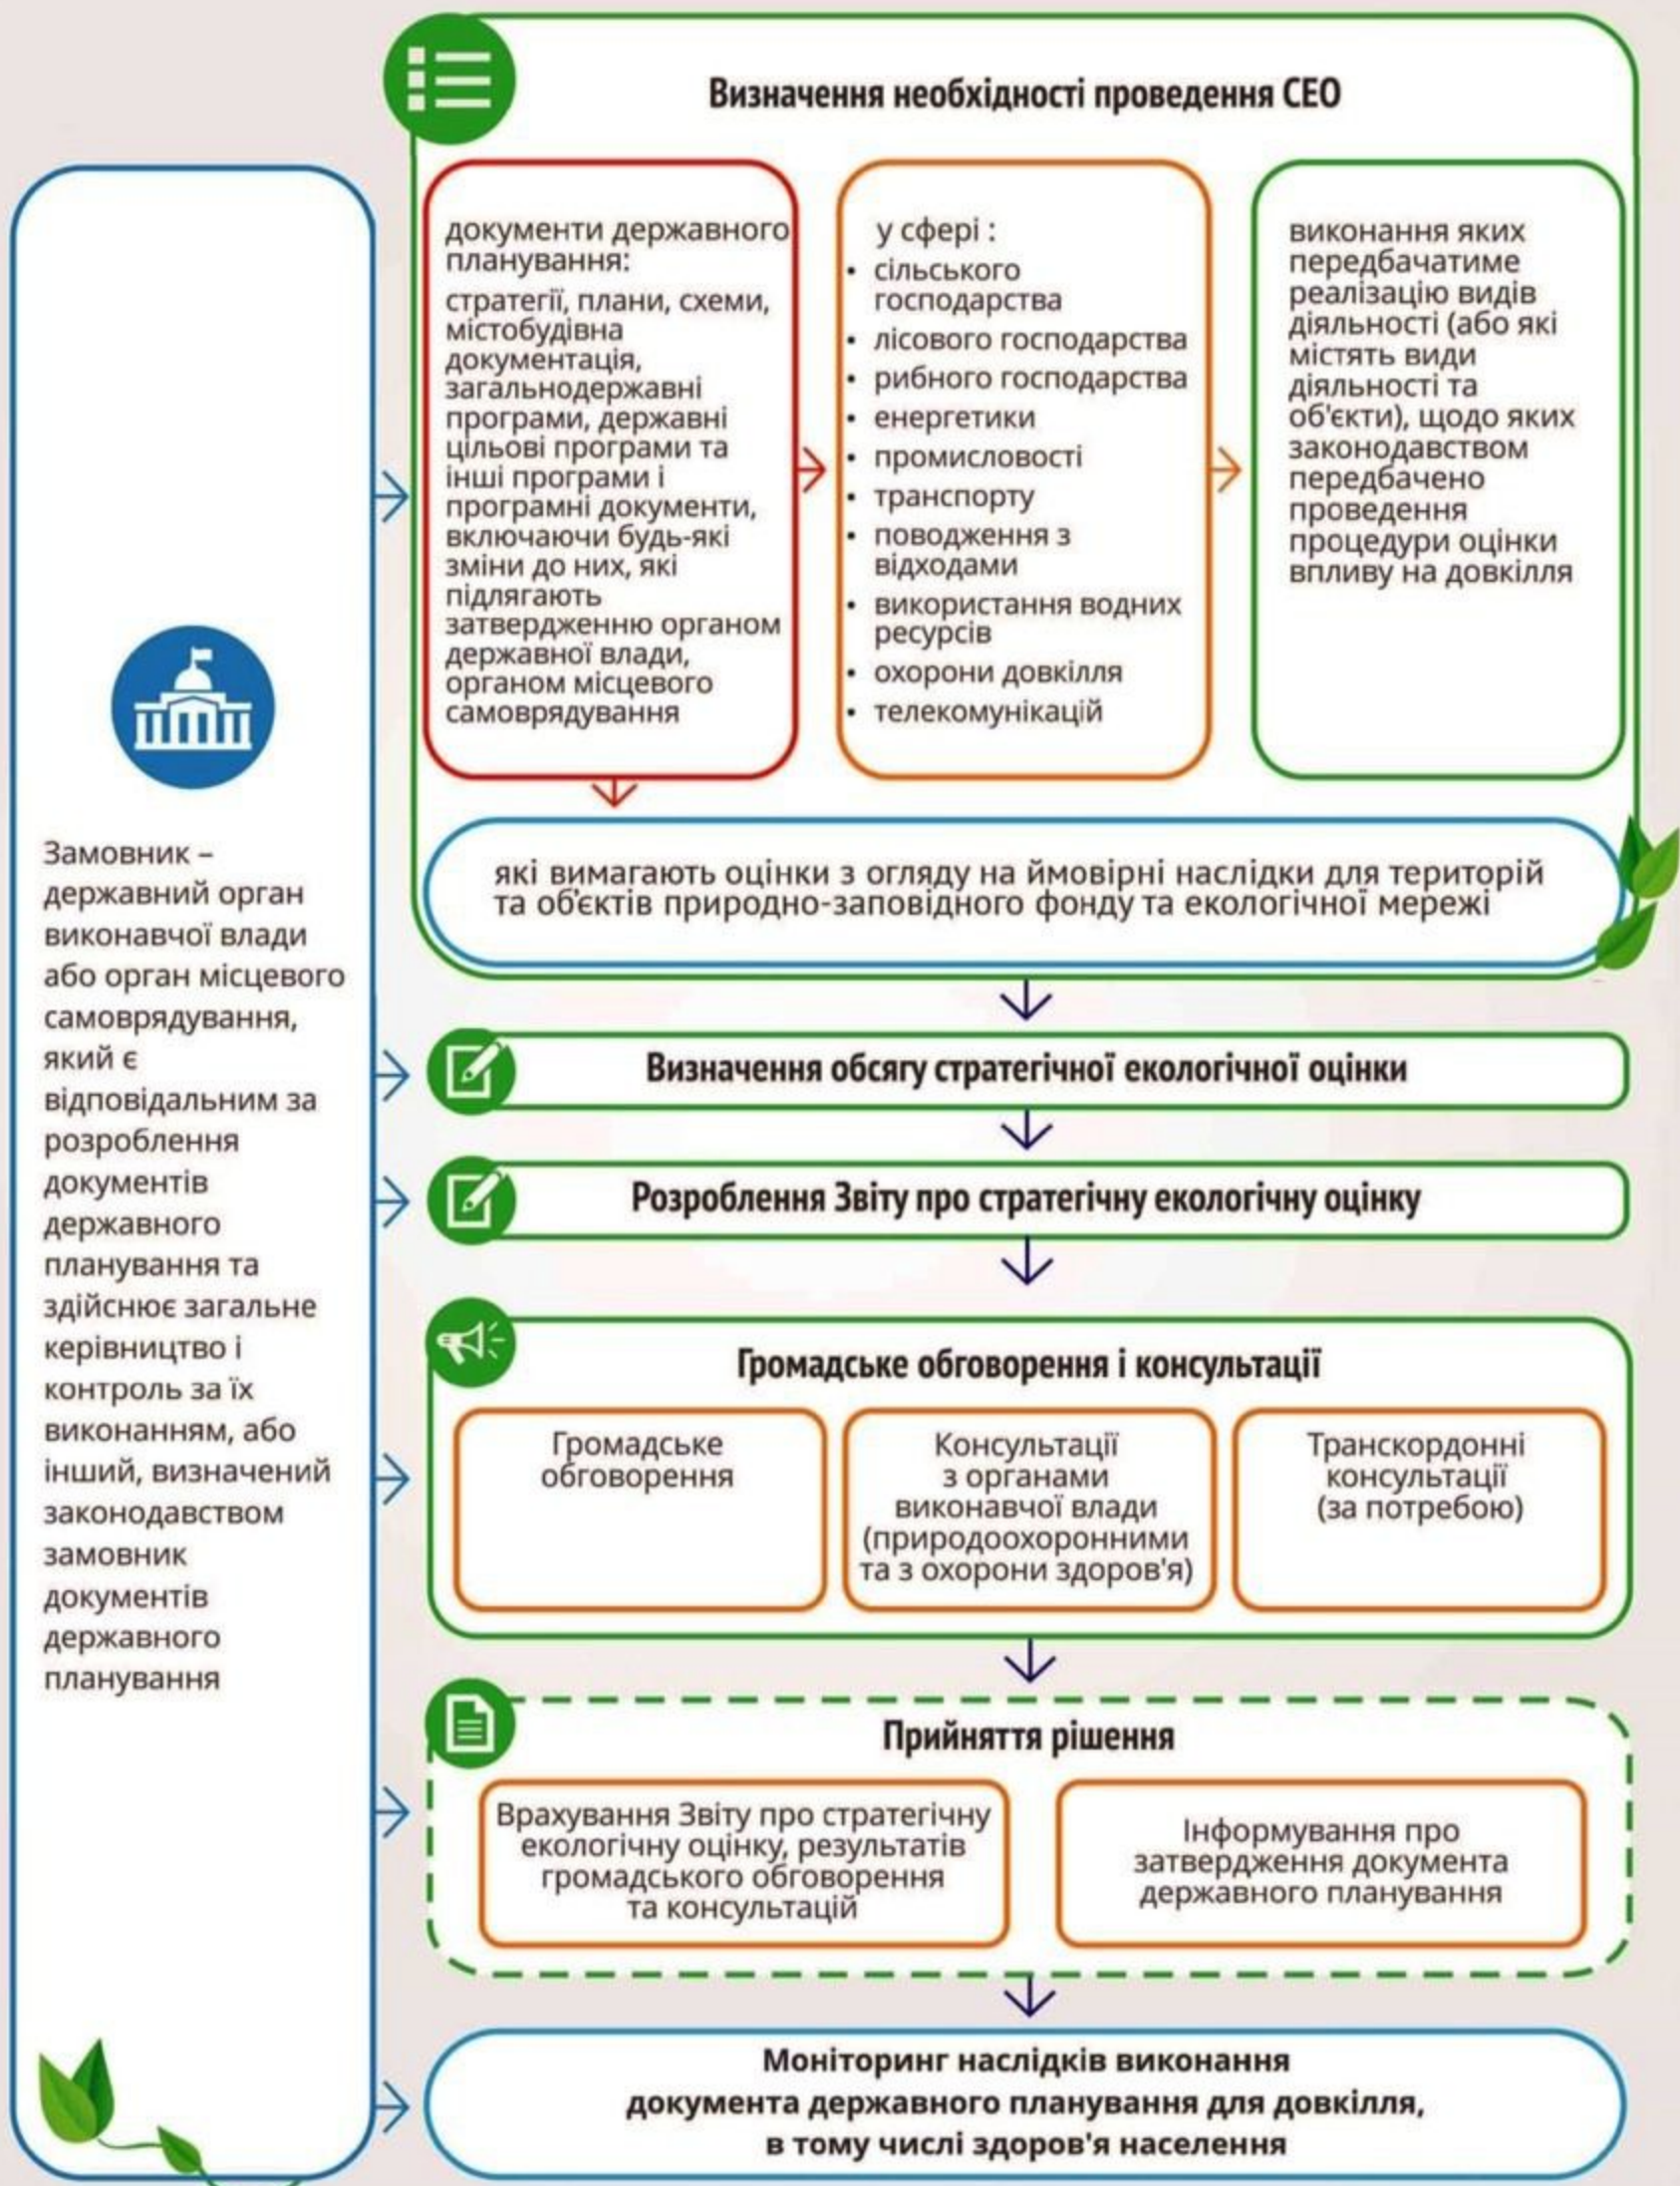 Визначення необхідності проведення СЕО
документи державного
планування:
стратегії, плани, схеми,
містобудівна
документація,
загальнодержавні
програми, державні
цільові програми та
інші програми і
програмні документи,
включаючи будь-які
зміни до них, які
підлягають
затвердженню органом
державної влади,
органом місцевого
самоврядування
у сфері :
• сільського
господарства
• лісового господарства
• рибного господарства
• енергетики
• промисловості
• транспорту
• поводження з
відходами
• використання водних
ресурсів
• охорони довкілля
• телекомунікацій
виконання яких
передбачатиме
реалізацію видів
діяльності (або які
містять види
діяльності та
об'єкти), щодо яких
законодавством
передбачено
проведення
процедури оцінки
впливу на довкілля
які вимагають оцінки з огляду на ймовірні наслідки для територій
та об'єктів природно-заповідного фонду та екологічної мережі
Замовник –
державний орган
виконавчої влади
або орган місцевого
самоврядування,
який є
відповідальним за
розроблення
документів
державного
планування та
здійснює загальне
керівництво і
контроль за їх
виконанням, або
інший, визначений
законодавством
замовник
документів
державного
планування
Визначення обсягу стратегічної екологічної оцінки
Розроблення Звіту про стратегічну екологічну оцінку
Громадське обговорення і консультації
Громадське
обговорення
Консультації
з органами
виконавчої влади
(природоохоронними
та з охорони здоров'я)
Транскордонні
консультації
(за потребою)
Прийняття рішення
Врахування Звіту про стратегічну
екологічну оцінку, результатів
громадського обговорення
та консультацій
Інформування про
затвердження документа
державного планування
Моніторинг наслідків виконання
документа державного планування для довкілля,
в тому числі здоров'я населення